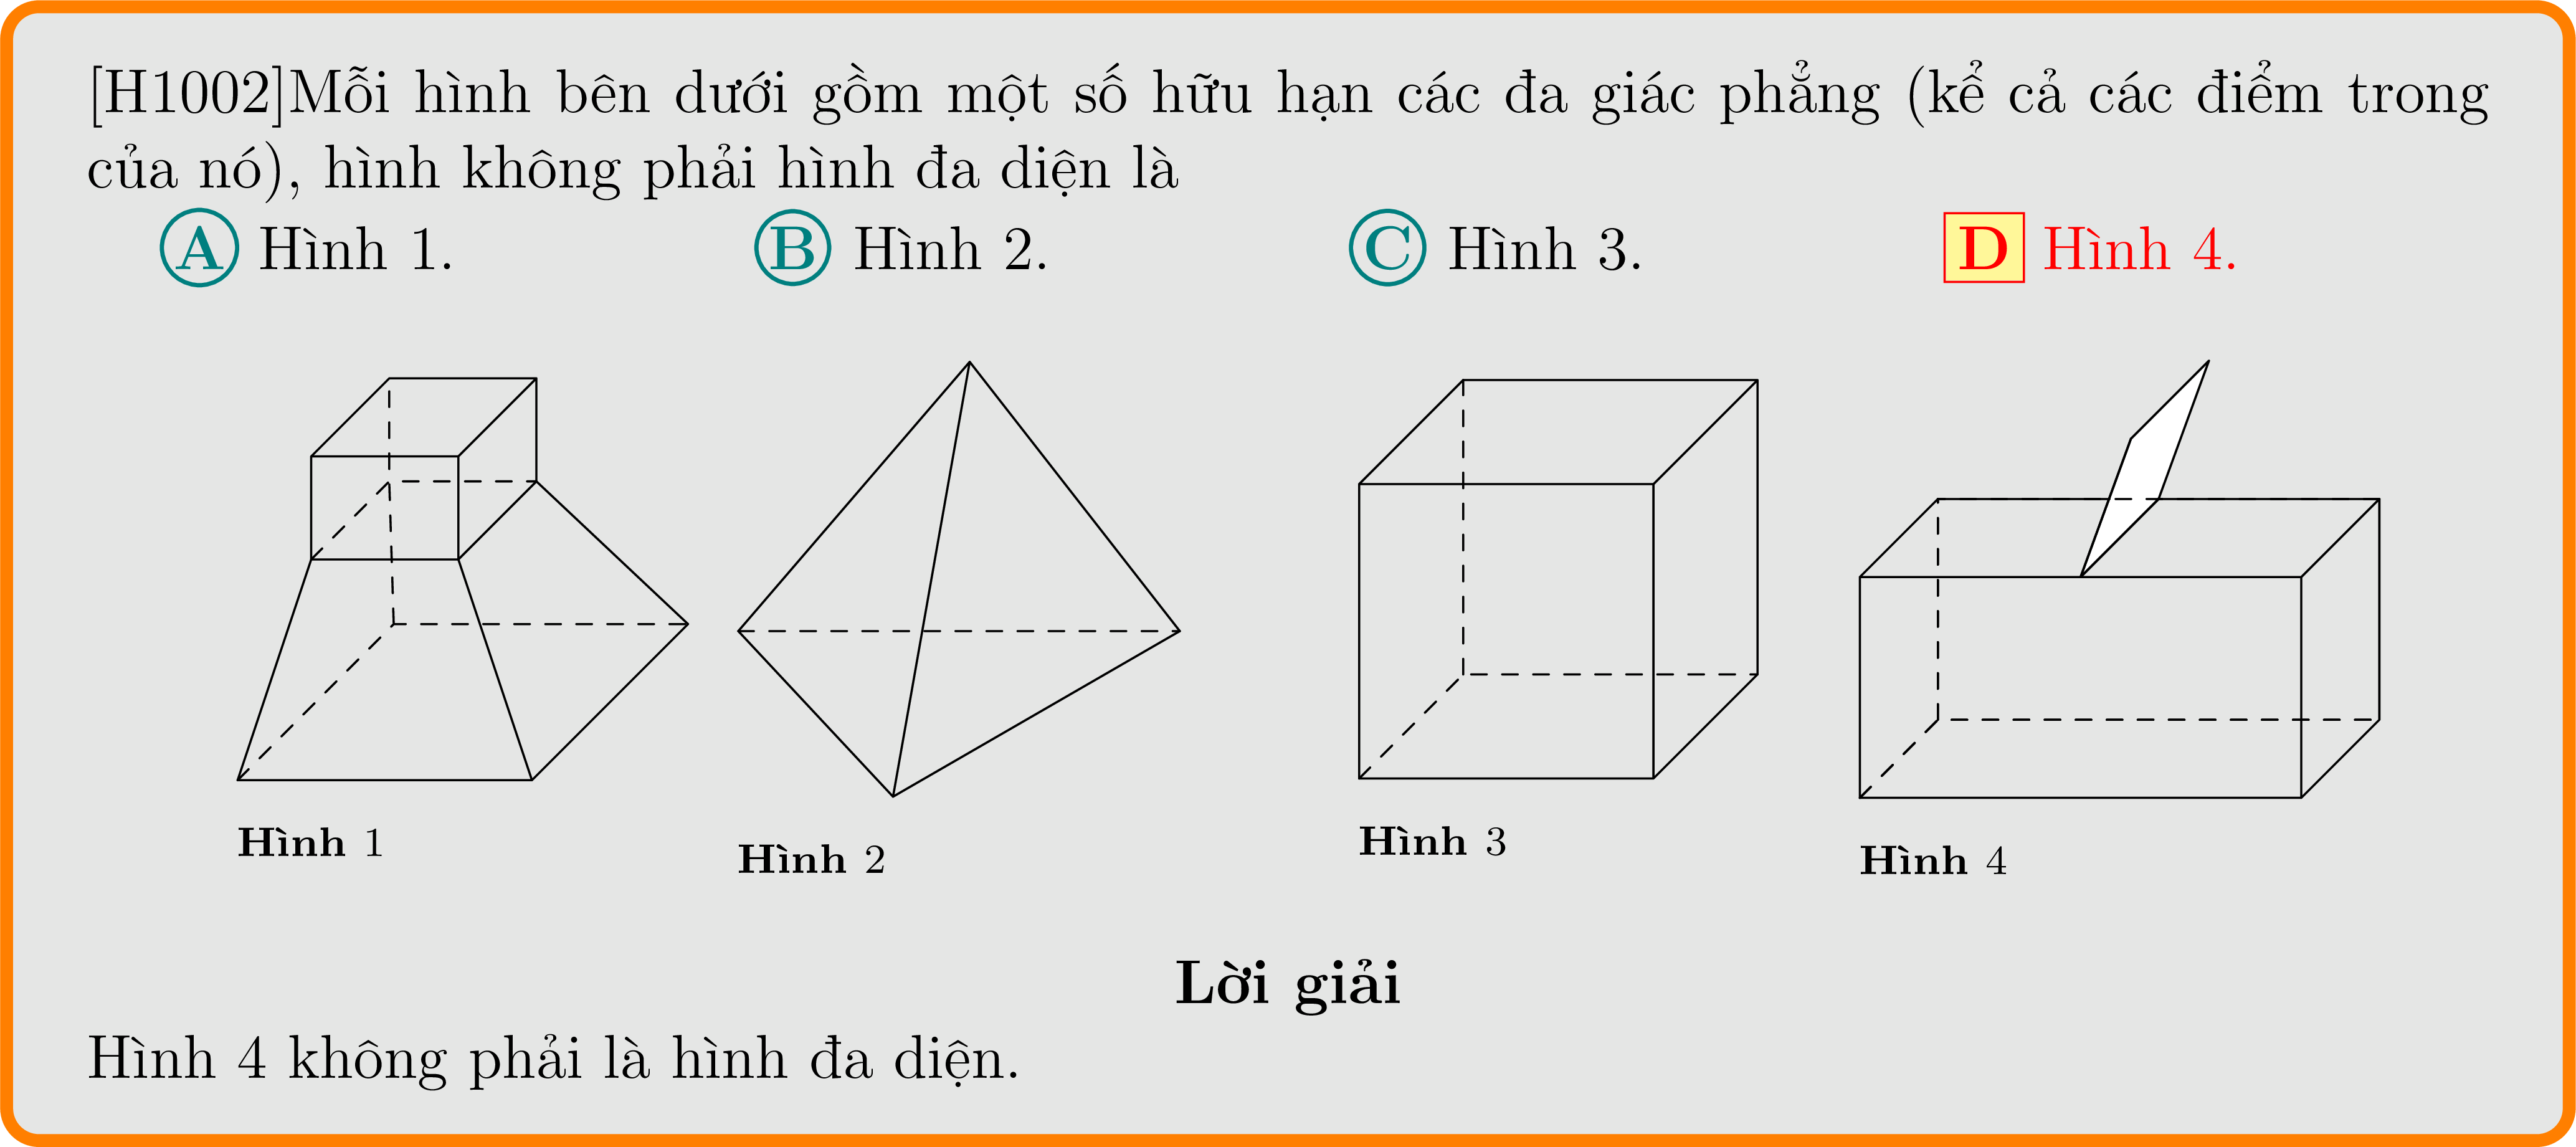 [H1002]Mỗi hình bên dưới gồm một số hữu hạn các đa giác phẳng (kể cả các điểm trong
của nó), hình không phải hình đa diện là
A Hình 1. B Hình 2. C Hình 3. D Hình 4.
Hình 1 Hình 2 Hình 3 Hình 4
Lời giải
Hình 4 không phải là hình đa diện.